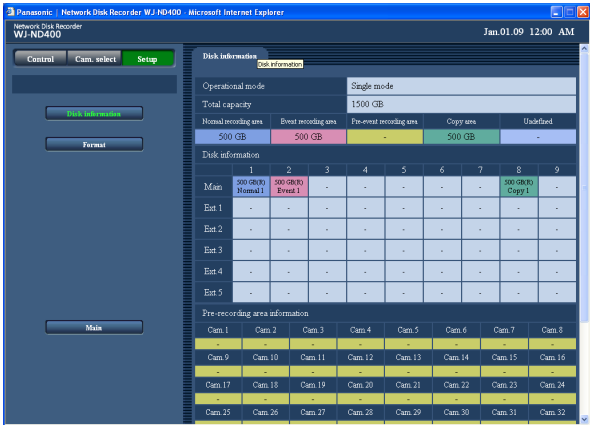 Panasonic | Network Disk Recorder WJ-ND400 - Microsoft Internet Explorer
Network Disk Recorder
WJ-ND400
Jan.01.09 12:00 AM
Control Cam. select Setup
Disk information
Format
Main
Disk information
Disk information
Operational mode Single mode
Total capacity 1500 GB
Normal recording area Event recording area Pre-event recording area Copy area Undefined
500 GB 500 GB - 500 GB -
Disk information
1 2 3 4 5 6 7 8 9
Main 500 GB(R) Normal 1 500 GB(R) Event 1 - - - - - 500 GB(R) Copy 1 -
Ext.1 - - - - - - - - -
Ext.2 - - - - - - - - -
Ext.3 - - - - - - - - -
Ext.4 - - - - - - - - -
Ext.5 - - - - - - - - -
Pre-recording area information
Cam.1 Cam.2 Cam.3 Cam.4 Cam.5 Cam.6 Cam.7 Cam.8
- - - - - - - -
Cam.9 Cam.10 Cam.11 Cam.12 Cam.13 Cam.14 Cam.15 Cam.16
- - - - - - - -
Cam.17 Cam.18 Cam.19 Cam.20 Cam.21 Cam.22 Cam.23 Cam.24
- - - - - - - -
Cam.25 Cam.26 Cam.27 Cam.28 Cam.29 Cam.30 Cam.31 Cam.32